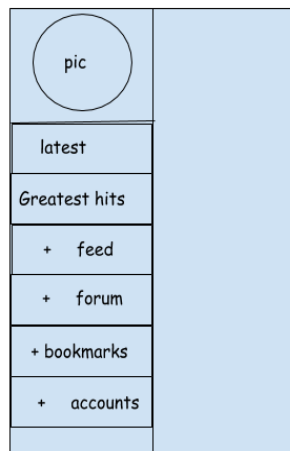 pic
latest
Greatest hits
+ feed
+ forum
+ bookmarks
+ accounts